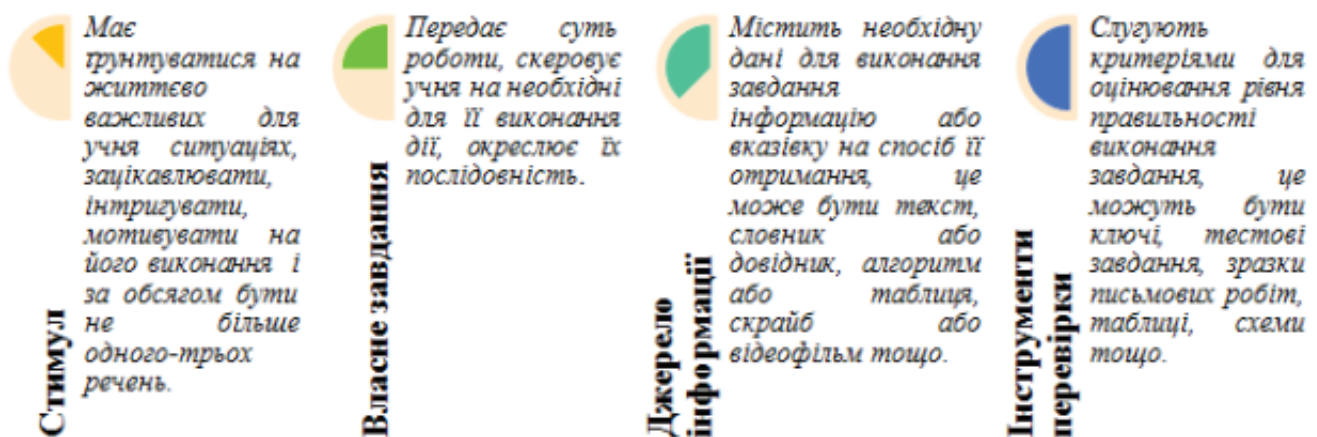 Стимул
Має
ґрунтуватися на
життєво
важливих для
учня ситуаціях,
зацікавлювати,
інтригувати,
мотивувати на
його виконання і
за обсягом бути
не більше
одного-трьох
речень.
Власне завдання
Передає суть
роботи, скеровує
учня на необхідні
для її виконання
дії, окреслює їх
послідовність.
Джерело
інформації
Містить необхідну
дані для виконання
завдання
інформацію або
вказівку на спосіб її
отримання, це
може бути текст,
словник або
довідник, алгоритм
або таблиця,
скрайб або
відеофільм тощо.
Інструменти
перевірки
Слугують
критеріями для
оцінювання рівня
правильності
виконання
завдання, це
можуть бути
ключі, тестові
завдання, зразки
письмових робіт,
таблиці, схеми
тощо.